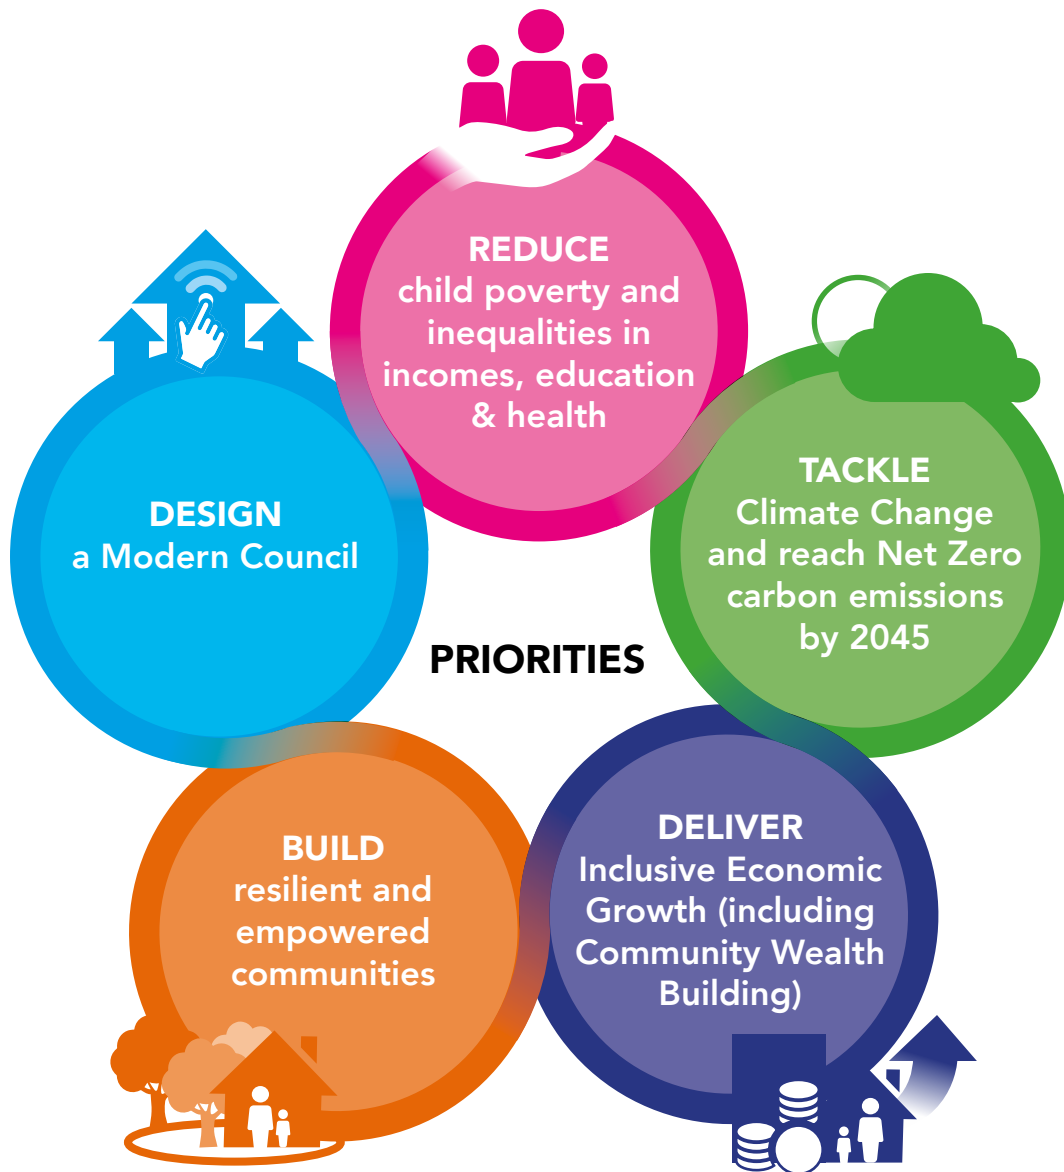 REDUCE
child poverty and
inequalities in
incomes, education
& health
TACKLE
Climate Change
and reach Net Zero
carbon emissions
by 2045
DELIVER
Inclusive Economic
Growth (including
Community Wealth
Building)
BUILD
resilient and
empowered
communities
DESIGN
a Modern Council
PRIORITIES